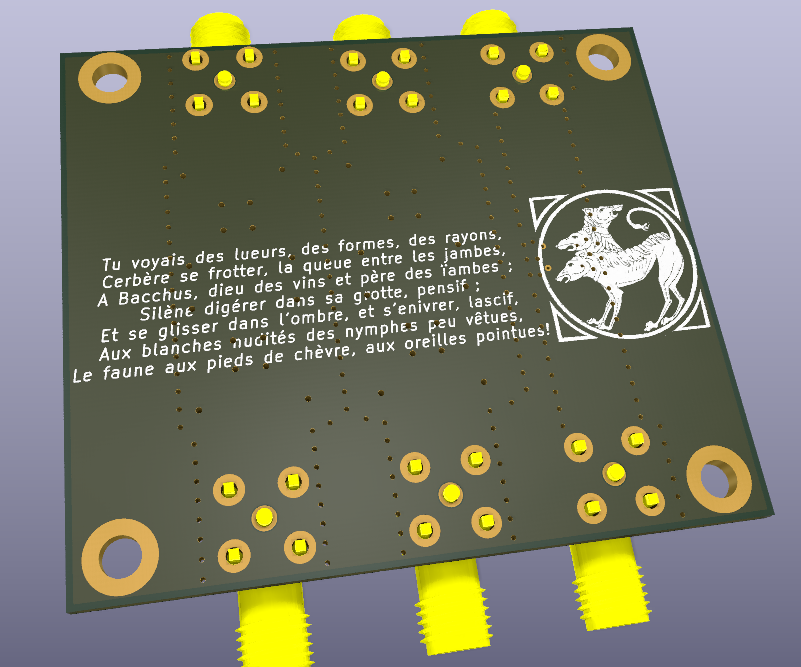 Tu voyais des lueurs, des formes, des rayons,
Cerbère se frotter, la queue entre les jambes,
A Bacchus, dieu des vins et père des ïambes ;
Silène digérer dans sa grotte, pensif ;
Et se glisser dans l'ombre, et s'enivrer, lascif,
Aux blanches nudités des nymphes peu vêtues,
Le faune aux pieds de chèvre, aux oreilles pointues!